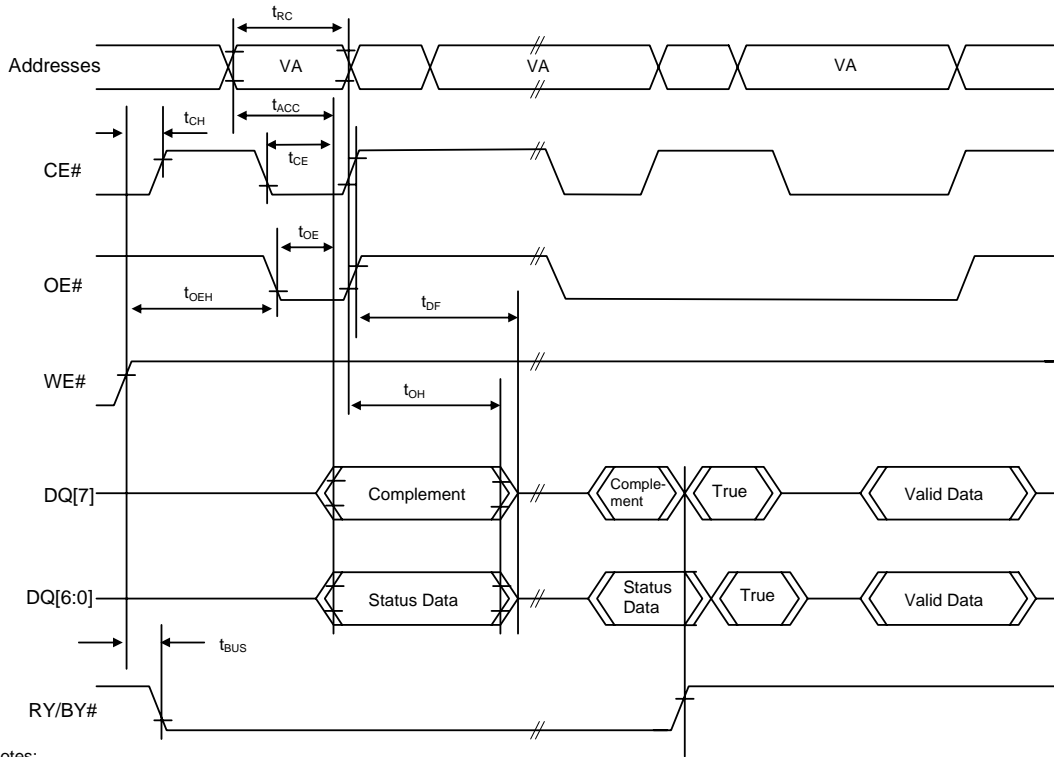 tRC
Addresses VA VA VA
tACC
tCH
tCE
CE#
tOE
OE#
tOEH
tDF
WE#
tOH
DQ[7] Complement Comple- True Valid Data
ment
DQ[6:0] Status Data Status True Valid Data
Data
tBUS
RY/BY#